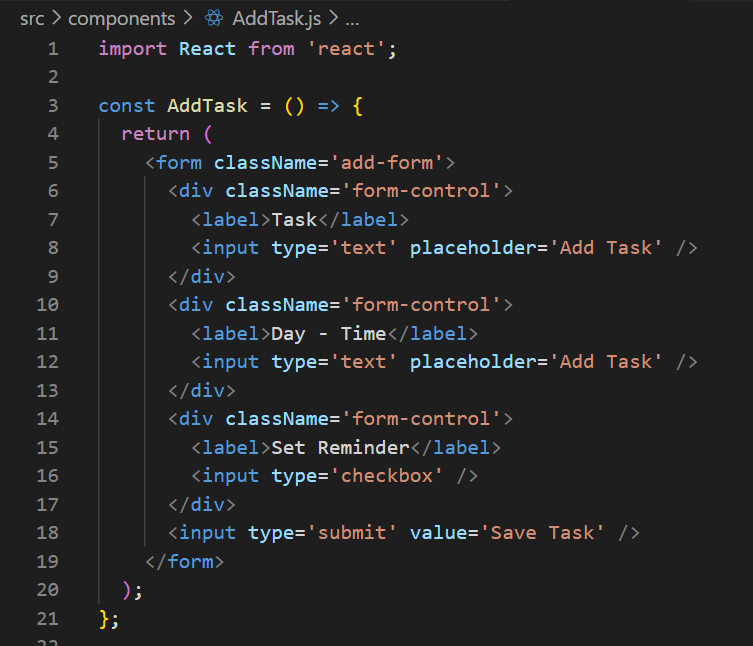 src > components > AddTask.js > ...
1 import React from 'react';
2
3 const AddTask = () => {
4   return (
5     <form className='add-form'>
6       <div className='form-control'>
7         <label>Task</label>
8         <input type='text' placeholder='Add Task' />
9       </div>
10       <div className='form-control'>
11         <label>Day - Time</label>
12         <input type='text' placeholder='Add Task' />
13       </div>
14       <div className='form-control'>
15         <label>Set Reminder</label>
16         <input type='checkbox' />
17       </div>
18       <input type='submit' value='Save Task' />
19     </form>
20   );
21 };
22